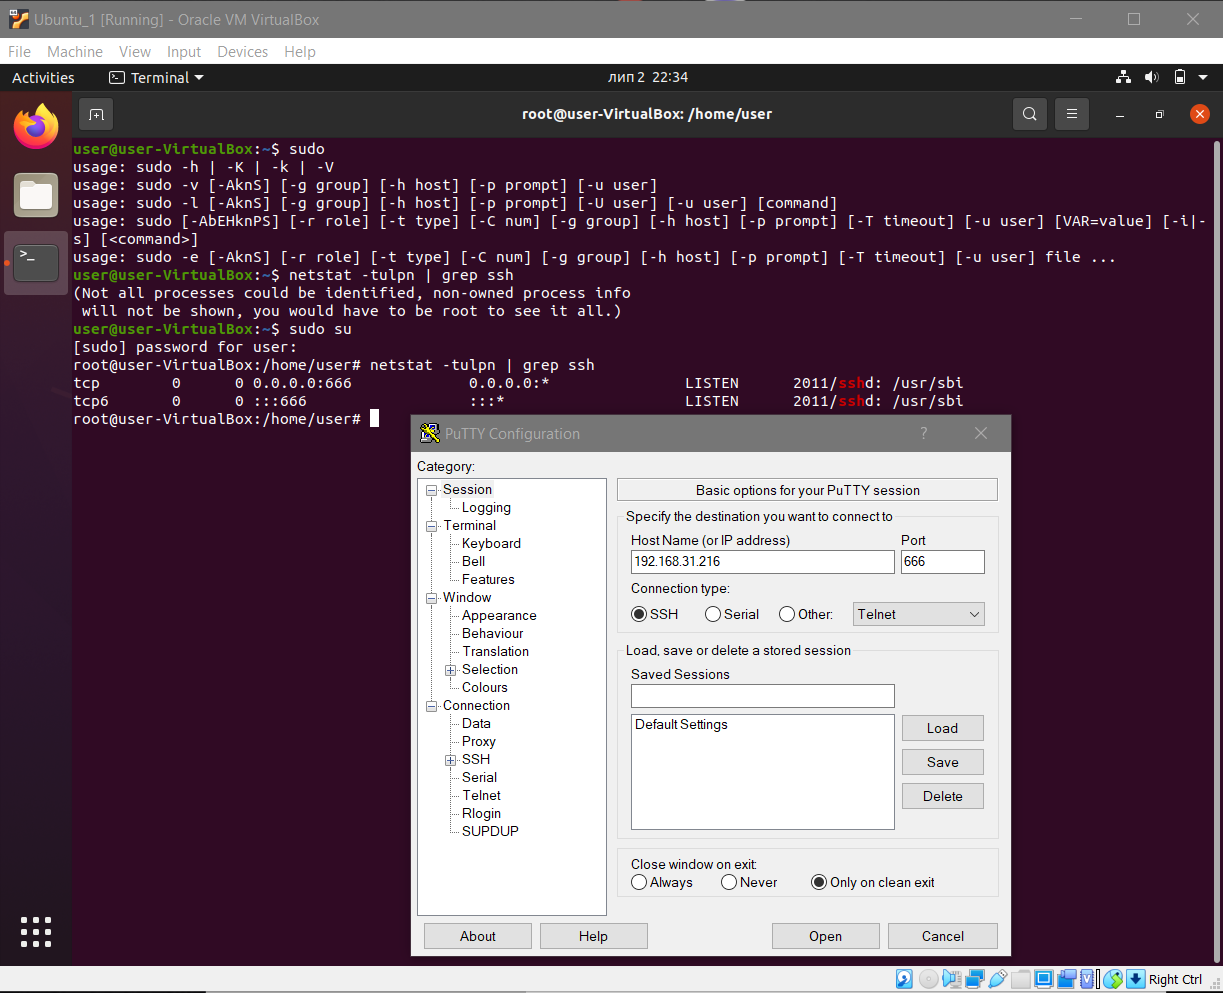 Ubuntu_1 [Running] - Oracle VM VirtualBox
File Machine View Input Devices Help
Activities Terminal лип 2 22:34
root@user-VirtualBox: /home/user
user@user-VirtualBox:~$ sudo
usage: sudo -h | -K | -k | -V
usage: sudo -v [-AknS] [-g group] [-h host] [-p prompt] [-u user]
usage: sudo -l [-AknS] [-g group] [-h host] [-p prompt] [-U user] [-u user] [command]
usage: sudo [-AbEHknPS] [-r role] [-t type] [-C num] [-g group] [-h host] [-p prompt] [-T timeout] [-u user] [VAR=value] [-i|-
s] [<command>]
usage: sudo -e [-AknS] [-r role] [-t type] [-C num] [-g group] [-h host] [-p prompt] [-T timeout] [-u user] file ...
user@user-VirtualBox:~$ netstat -tulpn | grep ssh
(Not all processes could be identified, non-owned process info
will not be shown, you would have to be root to see it all.)
user@user-VirtualBox:~$ sudo su
[sudo] password for user:
root@user-VirtualBox:/home/user# netstat -tulpn | grep ssh
tcp 0 0 0.0.0.0:666 0.0.0.0:* LISTEN 2011/sshd: /usr/sbi
tcp6 0 0 :::666 :::* LISTEN 2011/sshd: /usr/sbi
root@user-VirtualBox:/home/user#
PuTTY Configuration ?
Category:
Session
Logging
Terminal
Keyboard
Bell
Features
Window
Appearance
Behaviour
Translation
Selection
Colours
Connection
Data
Proxy
SSH
Serial
Telnet
Rlogin
SUPDUP
Basic options for your PuTTY session
Specify the destination you want to connect to
Host Name (or IP address) Port
192.168.31.216 666
Connection type:
SSH Serial Other: Telnet
Load, save or delete a stored session
Saved Sessions
Default Settings
Load
Save
Delete
Close window on exit:
Always Never Only on clean exit
About Help Open Cancel
Right Ctrl